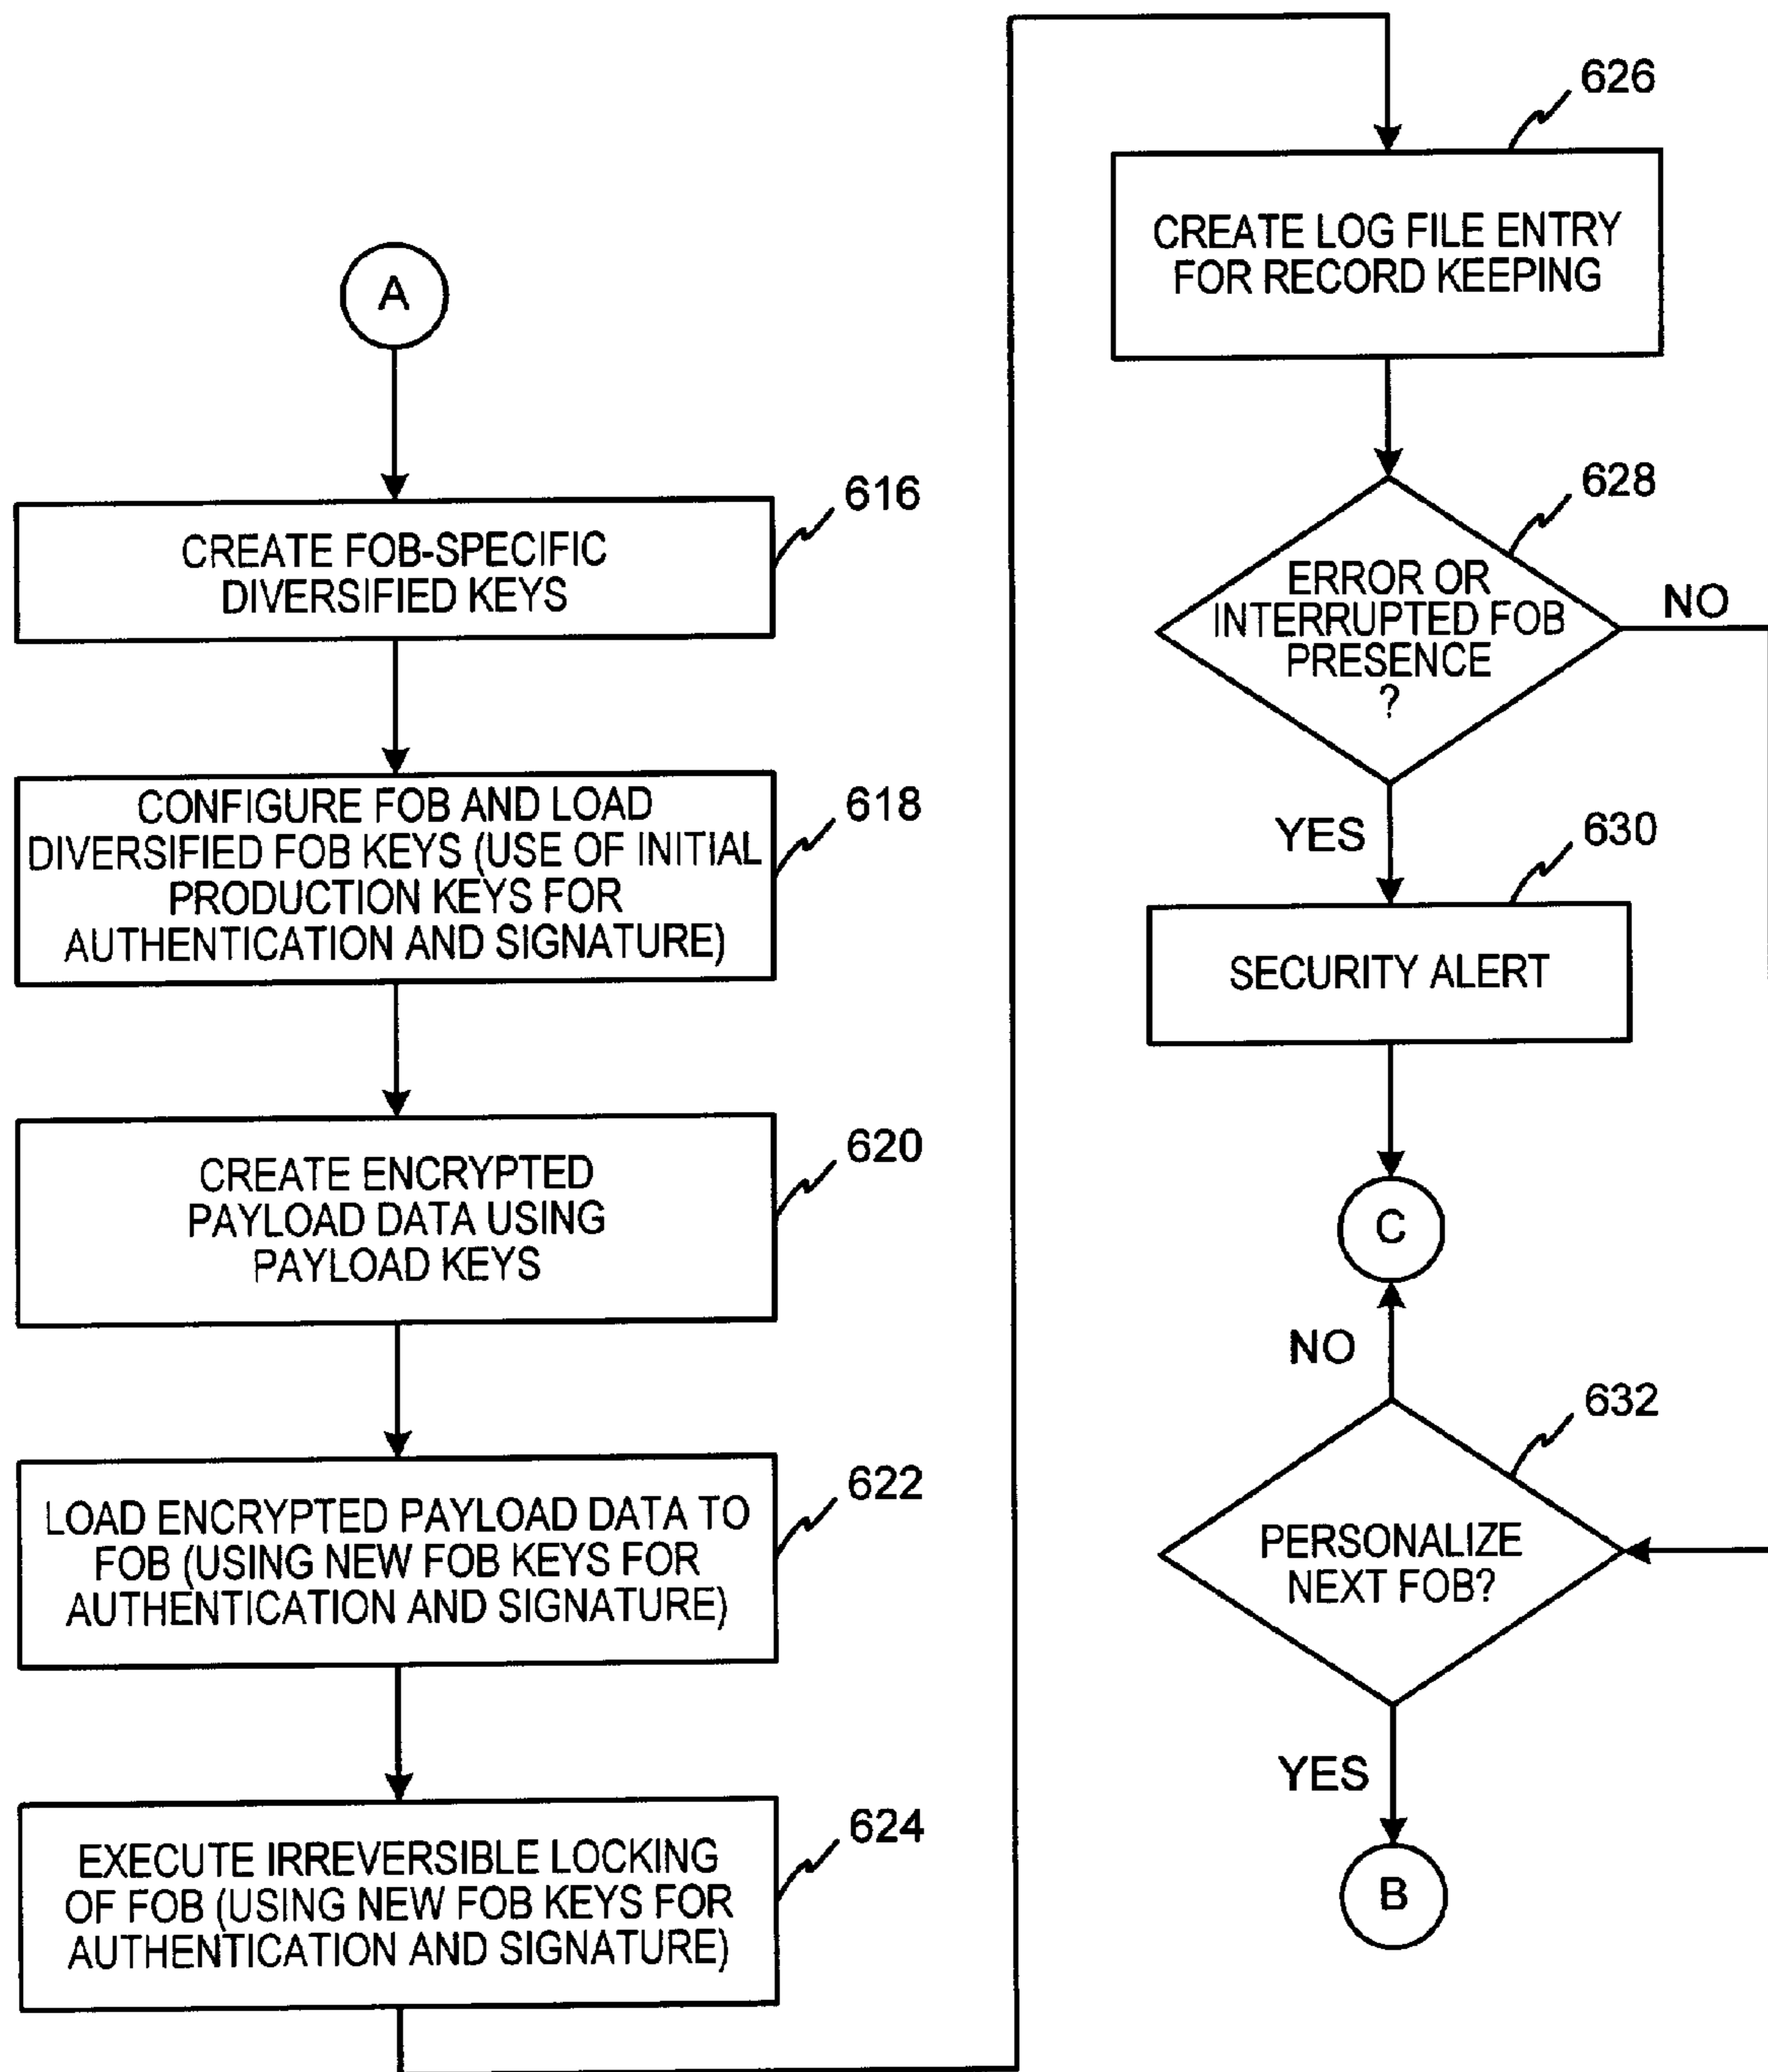 A
616
CREATE FOB-SPECIFIC
DIVERSIFIED KEYS
618
CONFIGURE FOB AND LOAD
DIVERSIFIED FOB KEYS (USE OF INITIAL
PRODUCTION KEYS FOR
AUTHENTICATION AND SIGNATURE)
620
CREATE ENCRYPTED
PAYLOAD DATA USING
PAYLOAD KEYS
622
LOAD ENCRYPTED PAYLOAD DATA TO
FOB (USING NEW FOB KEYS FOR
AUTHENTICATION AND SIGNATURE)
624
EXECUTE IRREVERSIBLE LOCKING
OF FOB (USING NEW FOB KEYS FOR
AUTHENTICATION AND SIGNATURE)
626
CREATE LOG FILE ENTRY
FOR RECORD KEEPING
628
ERROR OR
INTERRUPTED FOB
PRESENCE
?
NO
YES
630
SECURITY ALERT
C
NO
632
PERSONALIZE
NEXT FOB?
YES
B